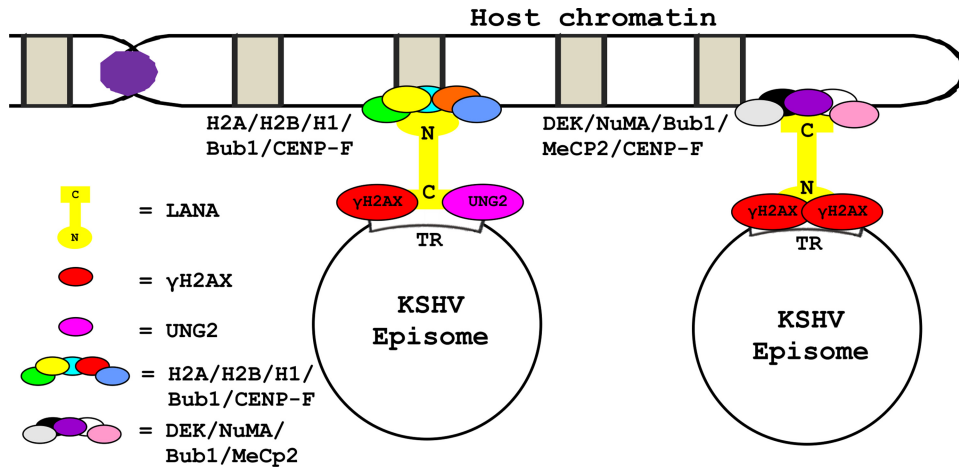 Host chromatin
H2A/H2B/H1/
Bub1/CENP-F
N
C
γH2AX
UNG2
TR
KSHV
Episome
DEK/NuMA/Bub1/
MeCP2/CENP-F
C
N
γH2AX γH2AX
TR
KSHV
Episome
C
N
= LANA
= γH2AX
= UNG2
= H2A/H2B/H1/
Bub1/CENP-F
= DEK/NuMA/
Bub1/MeCp2